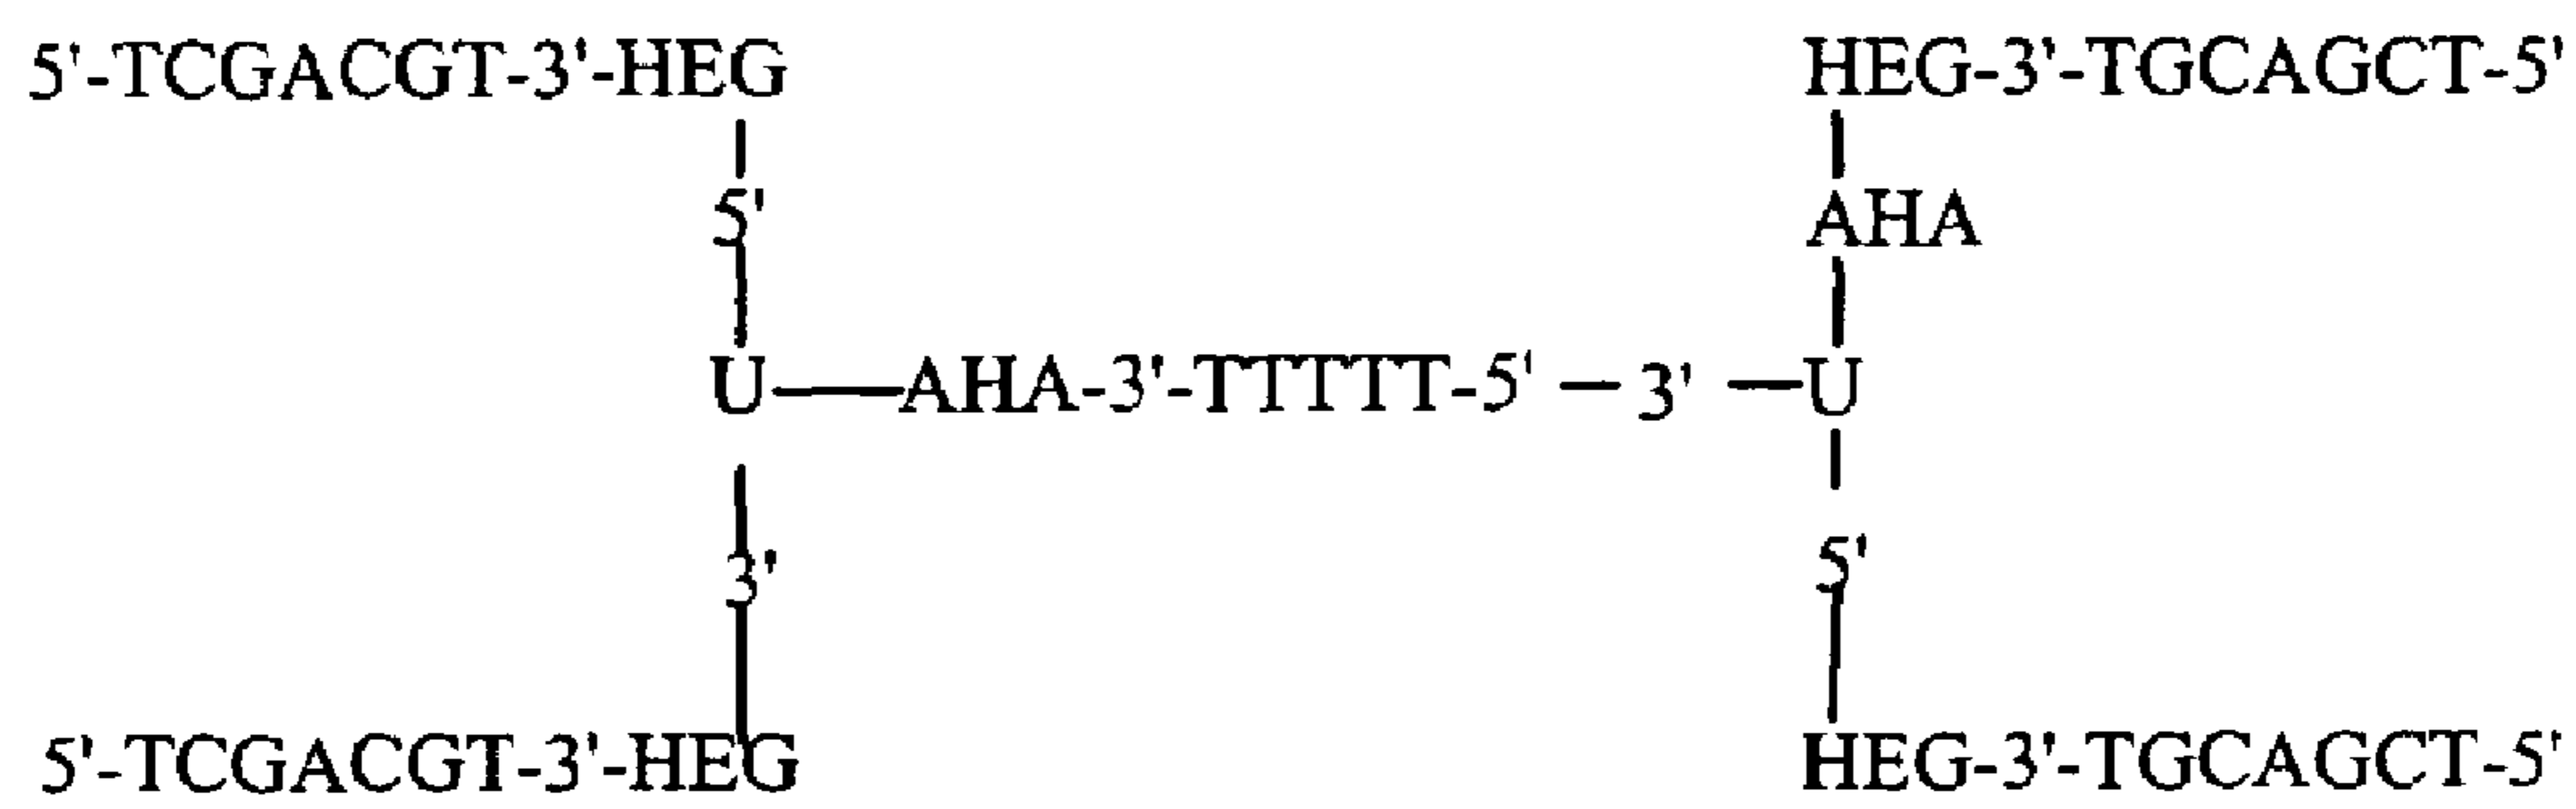 5'-TCGACGT-3'-HEG HEG-3'-TGCAGCT-5'
5' AHA
U—AHA-3'-TTTTT-5' – 3' –U
3' 5'
5'-TCGACGT-3'-HEG HEG-3'-TGCAGCT-5'